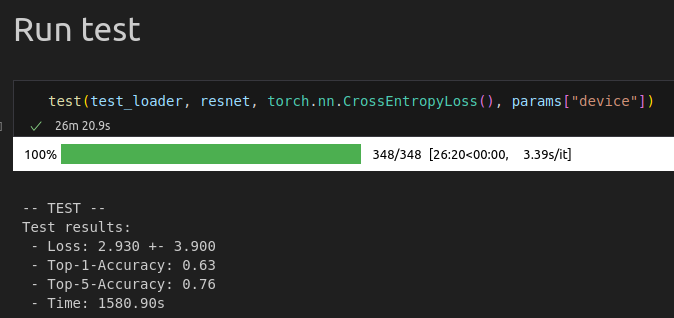 Run test
test(test_loader, resnet, torch.nn.CrossEntropyLoss(), params["device"])
✓ 26m 20.9s
100% 348/348 [26:20<00:00, 3.39s/it]
-- TEST --
Test results:
- Loss: 2.930 +- 3.900
- Top-1-Accuracy: 0.63
- Top-5-Accuracy: 0.76
- Time: 1580.90s